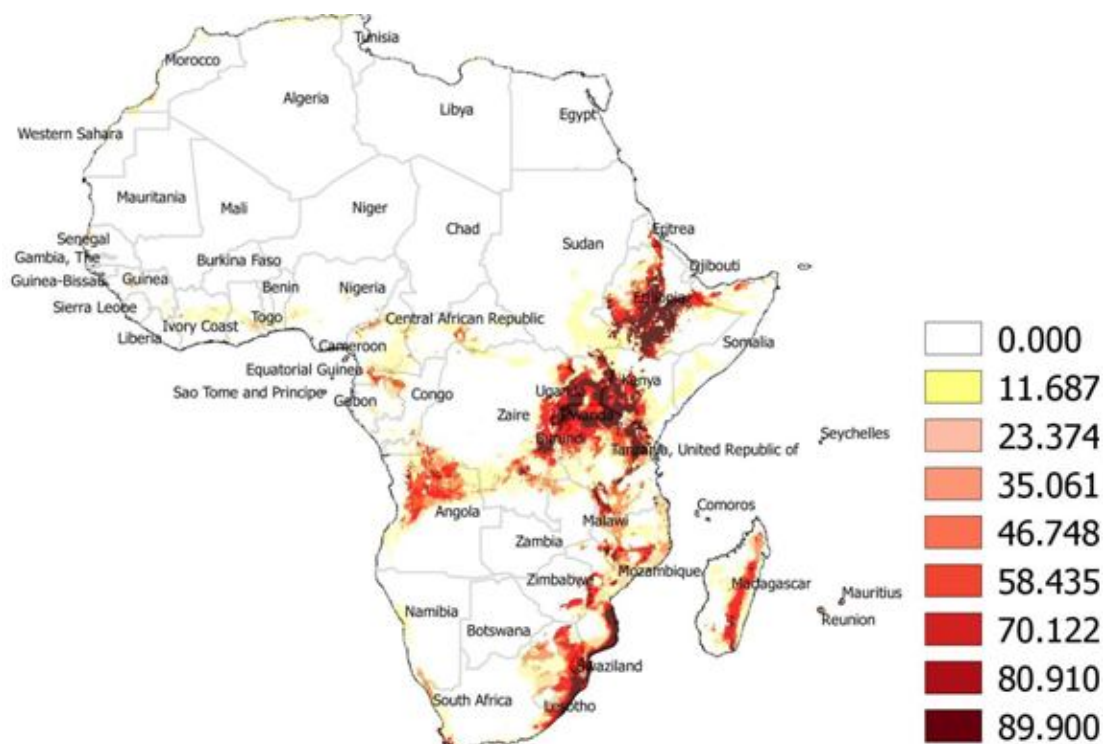 Tunisia
Morocco
Algeria
Libya
Egypt
Western Sahara
Mauritania
Mali
Niger
Chad
Sudan
Eritrea
Senegal
Gambia, The
Burkina Faso
Djibouti
Guinea-Bissau
Guinea
Benin
Nigeria
Ethiopia
Sierra Leone
Ivory Coast
Togo
Central African Republic
Liberia
Cameroon
Somalia
Equatorial Guinea
Sao Tome and Principe
Gabon
Congo
Uganda
Kenya
Zaire
Rwanda
Burundi
Tanzania, United Republic of
Seychelles
Angola
Malawi
Comoros
Zambia
Zimbabwe
Mozambique
Madagascar
Mauritius
Reunion
Namibia
Botswana
Swaziland
South Africa
Lesotho
0.000
11.687
23.374
35.061
46.748
58.435
70.122
80.910
89.900